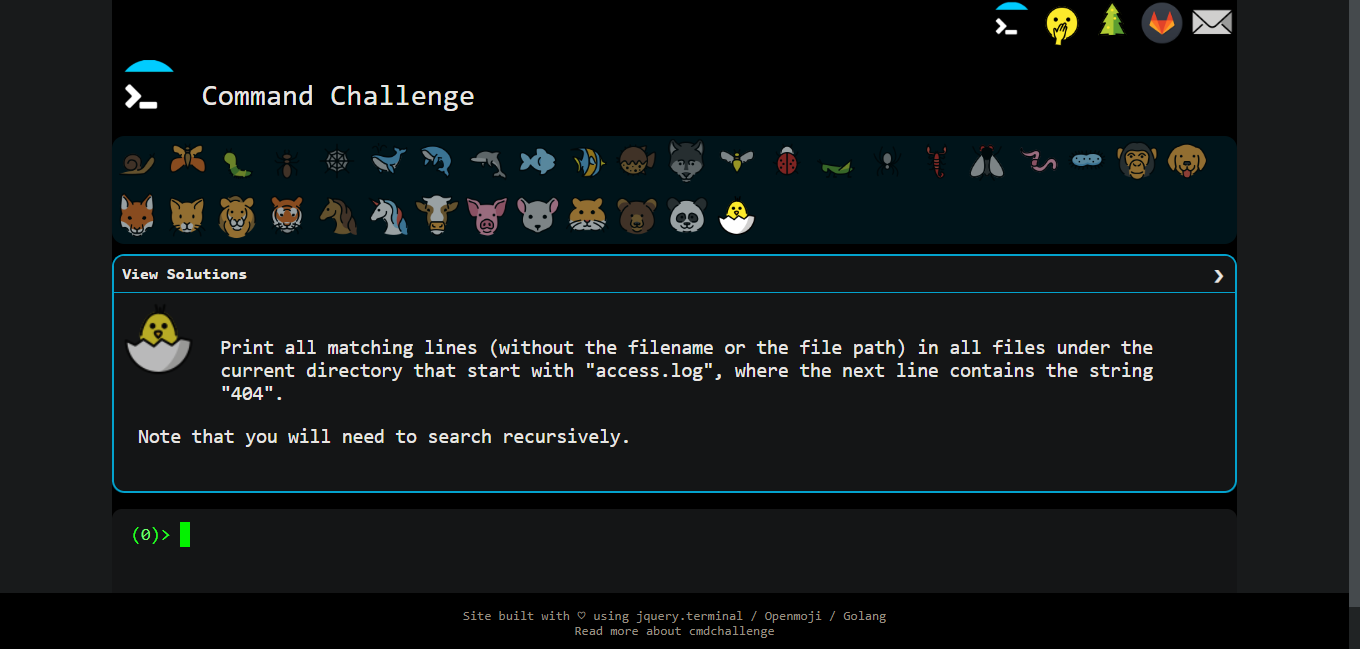 Command Challenge
View Solutions
Print all matching lines (without the filename or the file path) in all files under the
current directory that start with "access.log", where the next line contains the string
"404".
Note that you will need to search recursively.
(0)>
Site built with ♡ using jquery.terminal / Openmoji / Golang
Read more about cmdchallenge